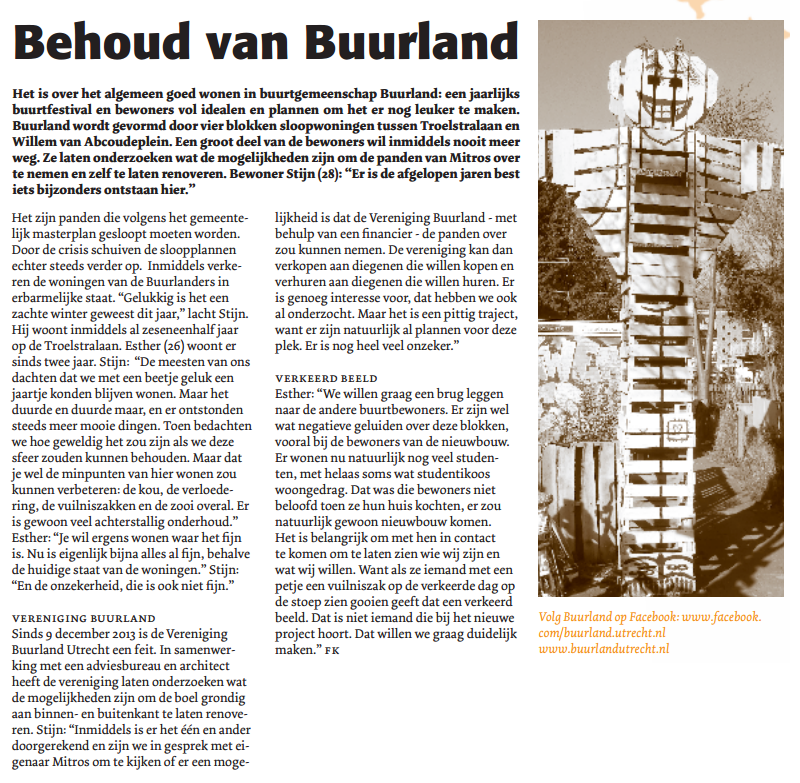 Behoud van Buurland
Het is over het algemeen goed wonen in buurtgemeenschap Buurland: een jaarlijks
buurtfestival en bewoners vol idealen en plannen om het er nog leuker te maken.
Buurland wordt gevormd door vier blokken sloopwoningen tussen Troelstralaan en
Willem van Abcoudeplein. Een groot deel van de bewoners wil inmiddels nooit meer
weg. Ze laten onderzoeken wat de mogelijkheden zijn om de panden van Mitros over
te nemen en zelf te laten renoveren. Bewoner Stijn (28): “Er is de afgelopen jaren best
iets bijzonders ontstaan hier.”
Het zijn panden die volgens het gemeente-
lijk masterplan gesloopt moeten worden.
Door de crisis schuiven de sloopplannen
echter steeds verder op. Inmiddels verke-
ren de woningen van de Buurlanders in
erbarmelijke staat. “Gelukkig is het een
zachte winter geweest dit jaar,” lacht Stijn.
Hij woont inmiddels al zeseneenhalf jaar
op de Troelstralaan. Esther (26) woont er
sinds twee jaar. Stijn: “De meesten van ons
dachten dat we met een beetje geluk een
jaartje konden blijven wonen. Maar het
duurde en duurde maar, en er ontstonden
steeds meer mooie dingen. Toen bedachten
we hoe geweldig het zou zijn als we deze
sfeer zouden kunnen behouden. Maar dat
je wel de minpunten van hier wonen zou
kunnen verbeteren: de kou, de verloede-
ring, de vuilniszakken en de zooi overal. Er
is gewoon veel achterstallig onderhoud.”
Esther: “Je wil ergens wonen waar het fijn
is. Nu is eigenlijk bijna alles al fijn, behalve
de huidige staat van de woningen.” Stijn:
“En de onzekerheid, die is ook niet fijn.”
VERENIGING BUURLAND
Sinds 9 december 2013 is de Vereniging
Buurland Utrecht een feit. In samenwer-
king met een adviesbureau en architect
heeft de vereniging laten onderzoeken wat
de mogelijkheden zijn om de boel grondig
aan binnen- en buitenkant te laten renove-
ren. Stijn: “Inmiddels is er het één en ander
doorgerekend en zijn we in gesprek met ei-
genaar Mitros om te kijken of er een moge-
lijkheid is dat de Vereniging Buurland - met
behulp van een financier - de panden over
zou kunnen nemen. De vereniging kan dan
verkopen aan diegenen die willen kopen en
verhuren aan diegenen die willen huren. Er
is genoeg interesse voor, dat hebben we ook
al onderzocht. Maar het is een pittig traject,
want er zijn natuurlijk al plannen voor deze
plek. Er is nog heel veel onzeker.”
VERKEERD BEELD
Esther: “We willen graag een brug leggen
naar de andere buurtbewoners. Er zijn wel
wat negatieve geluiden over deze blokken,
vooral bij de bewoners van de nieuwbouw.
Er wonen nu natuurlijk nog veel studen-
ten, met helaas soms wat studentikoos
woongedrag. Dat was die bewoners niet
beloofd toen ze hun huis kochten, er zou
natuurlijk gewoon nieuwbouw komen.
Het is belangrijk om met hen in contact
te komen om te laten zien wie wij zijn en
wat wij willen. Want als ze iemand met een
petje een vuilniszak op de verkeerde dag op
de stoep zien gooien geeft dat een verkeerd
beeld. Dat is niet iemand die bij het nieuwe
project hoort. Dat willen we graag duidelijk
maken.” FK
Volg Buurland op Facebook: www.facebook.
com/buurland.utrecht.nl
www.buurlandutrecht.nl